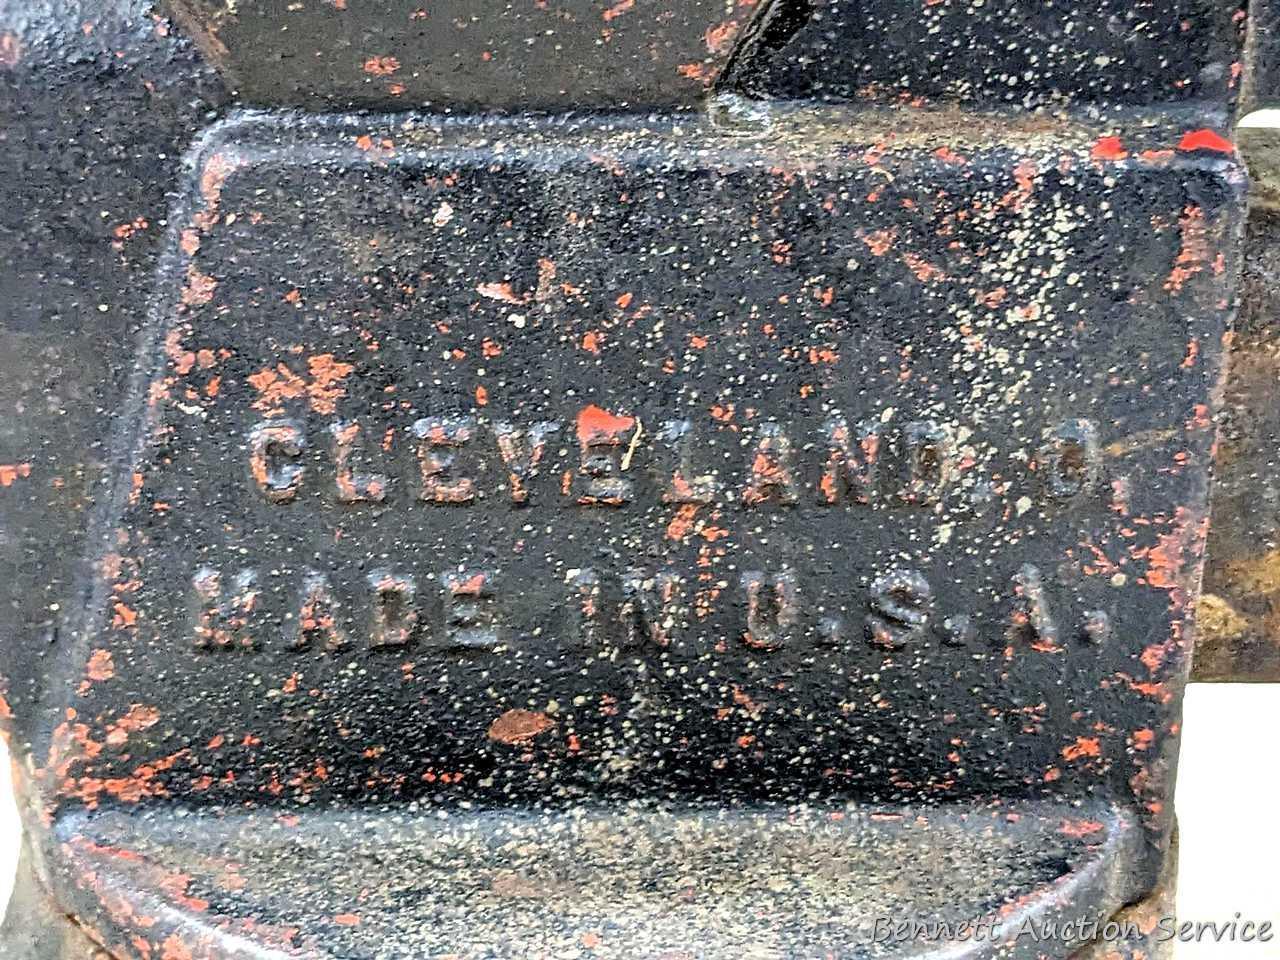 CLEVELAND. O.
MADE IN U.S.A.
Bennett Auction Service